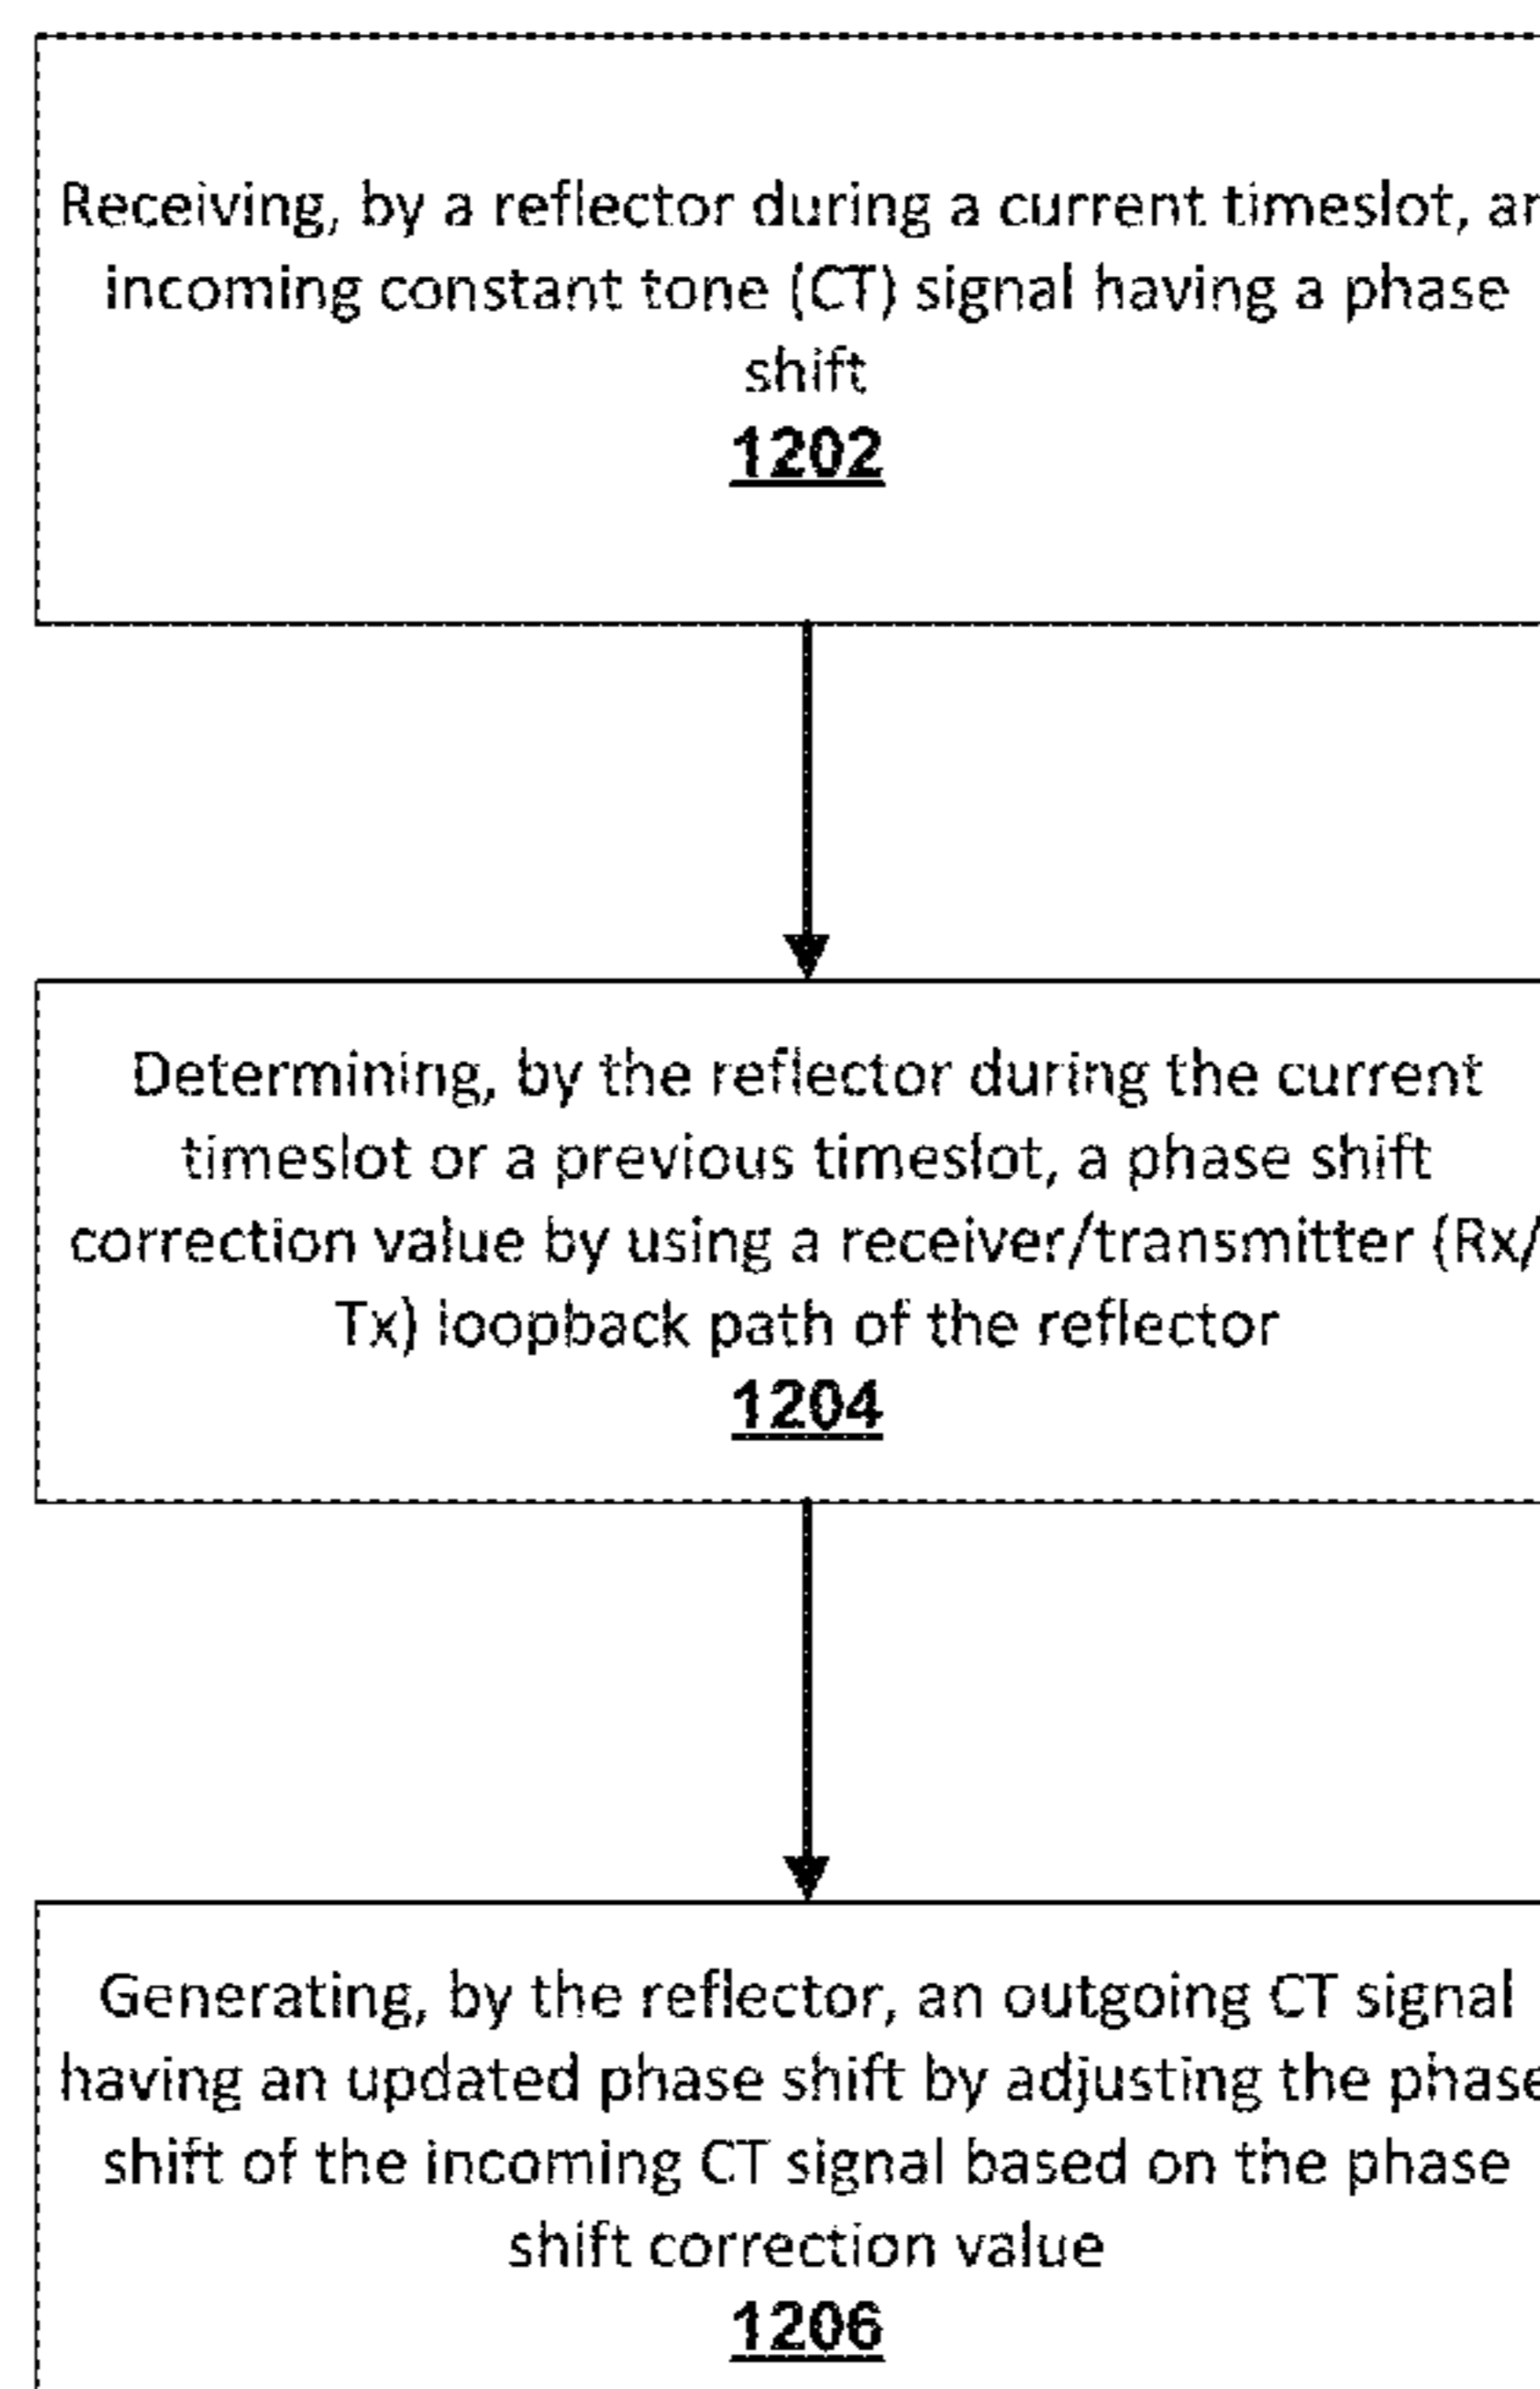 Receiving, by a reflector during a current timeslot, an
incoming constant tone (CT) signal having a phase
shift
1202
Determining, by the reflector during the current
timeslot or a previous timeslot, a phase shift
correction value by using a receiver/transmitter (Rx/
Tx) loopback path of the reflector
1204
Generating, by the reflector, an outgoing CT signal
having an updated phase shift by adjusting the phase
shift of the incoming CT signal based on the phase
shift correction value
1206